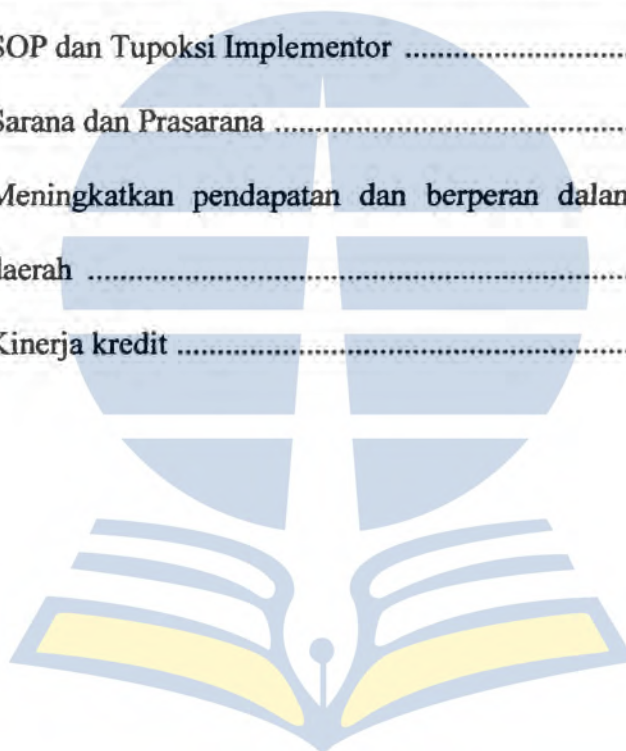 SOP dan Tupoksi Implementor ...............................
Sarana dan Prasarana ..............................................
Meningkatkan pendapatan dan berperan dalam
daerah ....................................................................
Kinerja kredit .........................................................